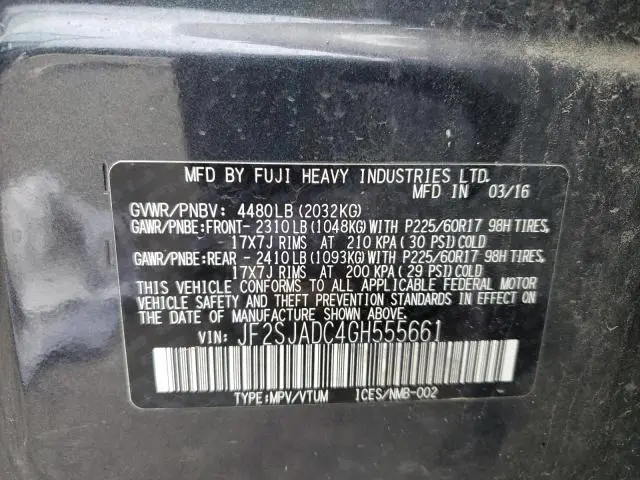 MFD BY FUJI HEAVY INDUSTRIES LTD.
MFD IN 03/16
GVWR/PNBV: 4480LB(2032KG)
GAWR/PNBE:FRONT- 2310LB(1048KG)WITH P225/60R17 98H TIRES,
17X7J RIMS AT 210 KPA( 30 PSI)COLD
GAWR/PNBE:REAR - 2410LB(1093KG)WITH P225/60R17 98H TIRES,
17X7J RIMS AT 200 KPA( 29 PSI)COLD
THIS VEHICLE CONFORMS TO ALL APPLICABLE FEDERAL MOTOR
VEHICLE SAFETY AND THEFT PREVENTION STANDARDS IN EFFECT ON
THE DATE OF MANUFACTURE SHOWN ABOVE.
VIN: JF2SJADC4GH555661
TYPE:MPV/VTUM ICES/NMB-002